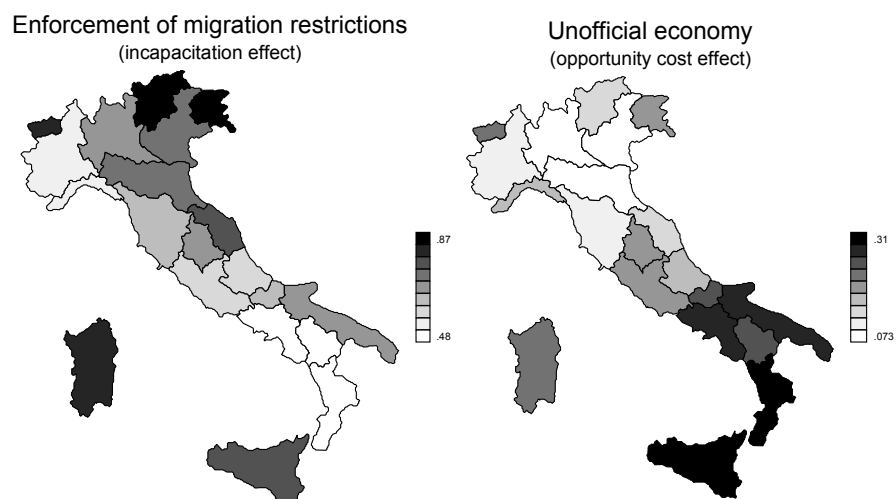 Enforcement of migration restrictions
(incapacitation effect)
.87
.48
Unofficial economy
(opportunity cost effect)
.31
.073